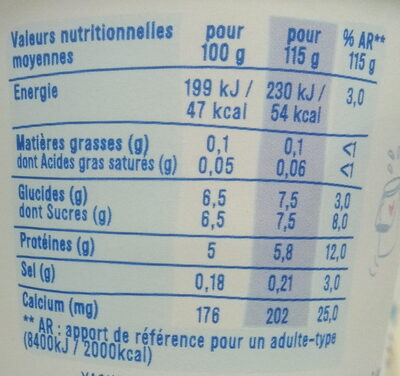 Valeurs nutritionnelles moyennes pour 100 g pour 115 g % AR** 115 g
Energie 199 kJ / 47 kcal 230 kJ / 54 kcal 3,0
Matières grasses (g) 0,1 0,1 <1
dont Acides gras saturés (g) 0,05 0,06 <1
Glucides (g) 6,5 7,5 3,0
dont Sucres (g) 6,5 7,5 8,0
Protéines (g) 5 5,8 12,0
Sel (g) 0,18 0,21 3,0
Calcium (mg) 176 202 25,0
** AR : apport de référence pour un adulte-type
(8400kJ / 2000kcal)